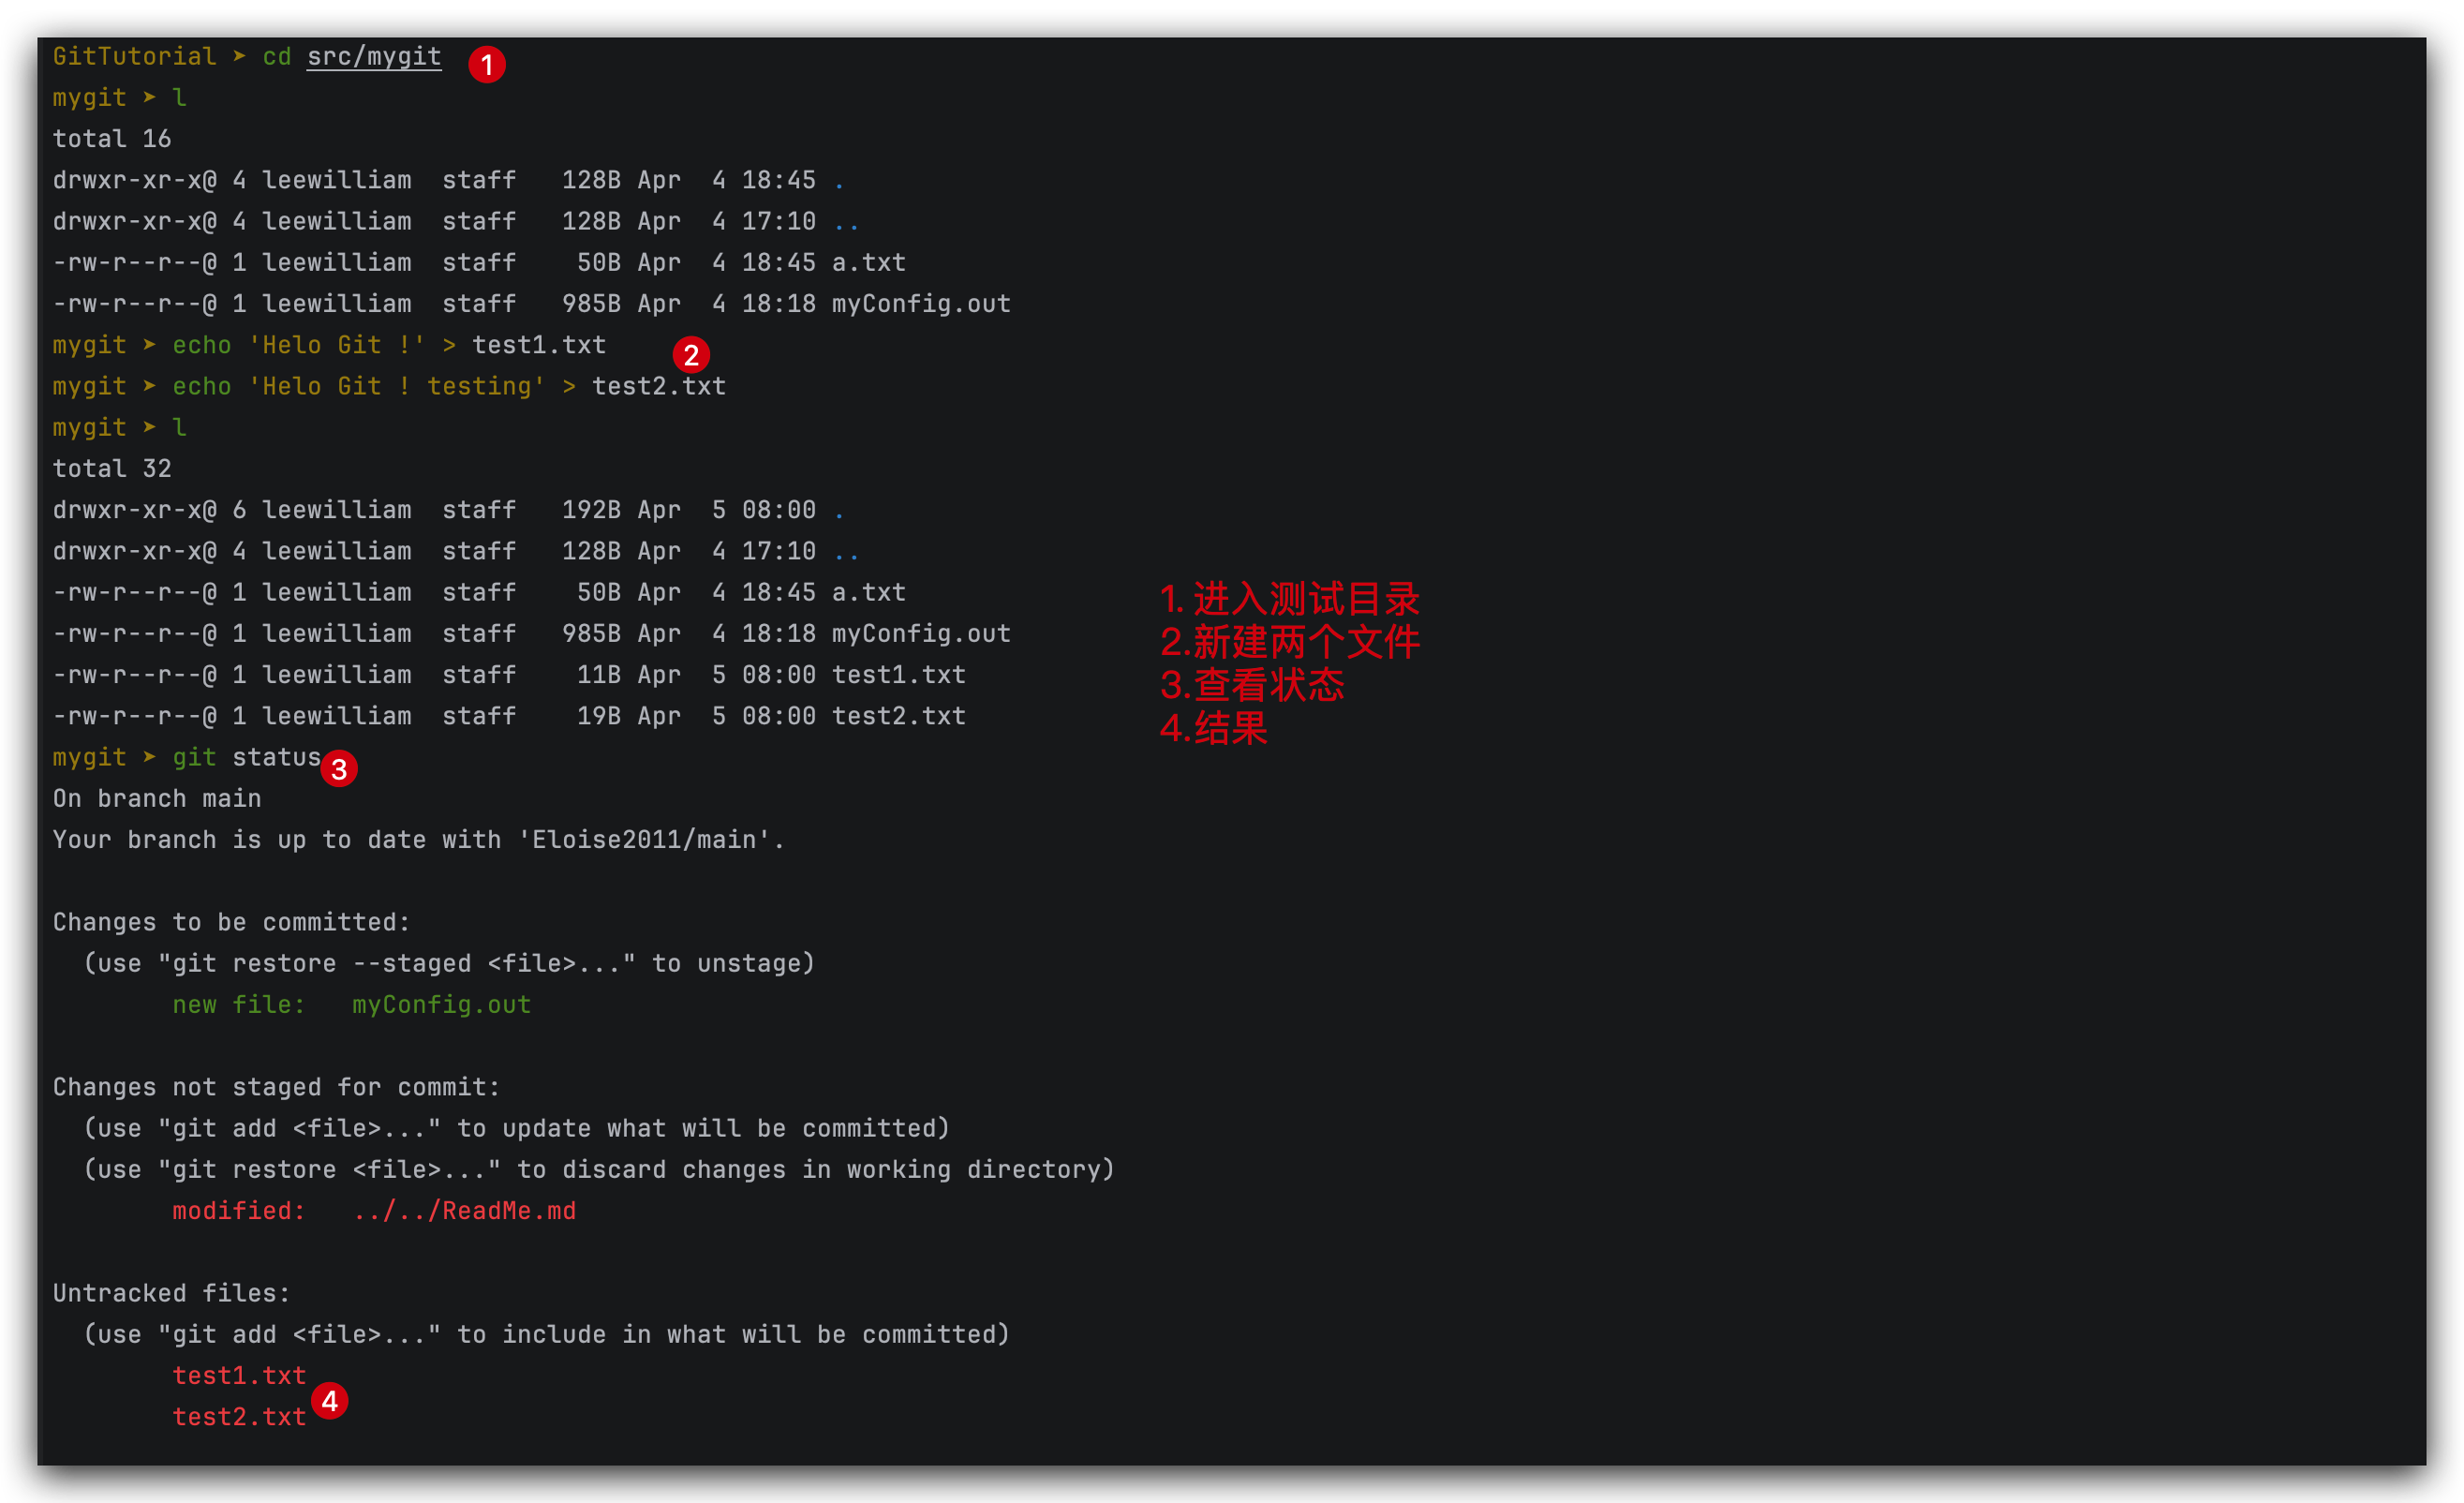 GitTutorial ➤ cd src/mygit 1
mygit ➤ l
total 16
drwxr-xr-x@ 4 leewilliam  staff   128B Apr  4 18:45 .
drwxr-xr-x@ 4 leewilliam  staff   128B Apr  4 17:10 ..
-rw-r--r--@ 1 leewilliam  staff    50B Apr  4 18:45 a.txt
-rw-r--r--@ 1 leewilliam  staff   985B Apr  4 18:18 myConfig.out
mygit ➤ echo 'Helo Git !' > test1.txt 2
mygit ➤ echo 'Helo Git ! testing' > test2.txt
mygit ➤ l
total 32
drwxr-xr-x@ 6 leewilliam  staff   192B Apr  5 08:00 .
drwxr-xr-x@ 4 leewilliam  staff   128B Apr  4 17:10 ..
-rw-r--r--@ 1 leewilliam  staff    50B Apr  4 18:45 a.txt
-rw-r--r--@ 1 leewilliam  staff   985B Apr  4 18:18 myConfig.out
-rw-r--r--@ 1 leewilliam  staff    11B Apr  5 08:00 test1.txt
-rw-r--r--@ 1 leewilliam  staff    19B Apr  5 08:00 test2.txt
1. 进入测试目录
2.新建两个文件
3.查看状态
4.结果
mygit ➤ git status 3
On branch main
Your branch is up to date with 'Eloise2011/main'.
Changes to be committed:
  (use "git restore --staged <file>..." to unstage)
        new file:   myConfig.out
Changes not staged for commit:
  (use "git add <file>..." to update what will be committed)
  (use "git restore <file>..." to discard changes in working directory)
        modified:   ../../ReadMe.md
Untracked files:
  (use "git add <file>..." to include in what will be committed)
        test1.txt
        test2.txt 4